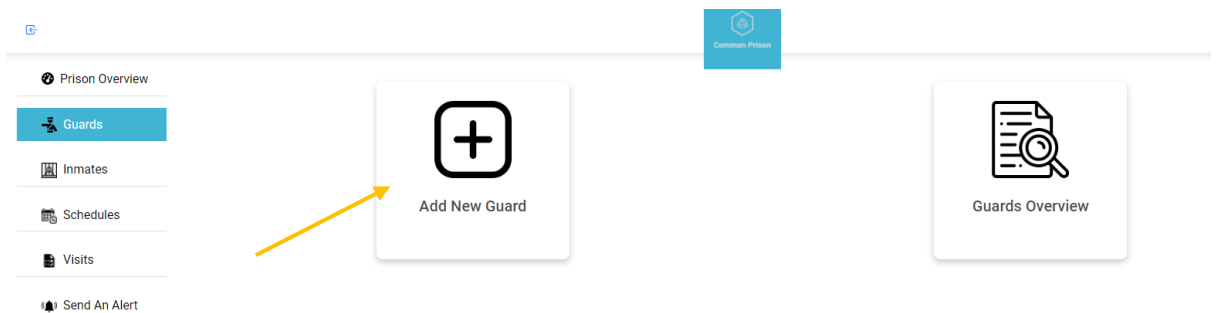 Common Prison
Prison Overview
Guards
Inmates
Schedules
Visits
Send An Alert
Add New Guard
Guards Overview